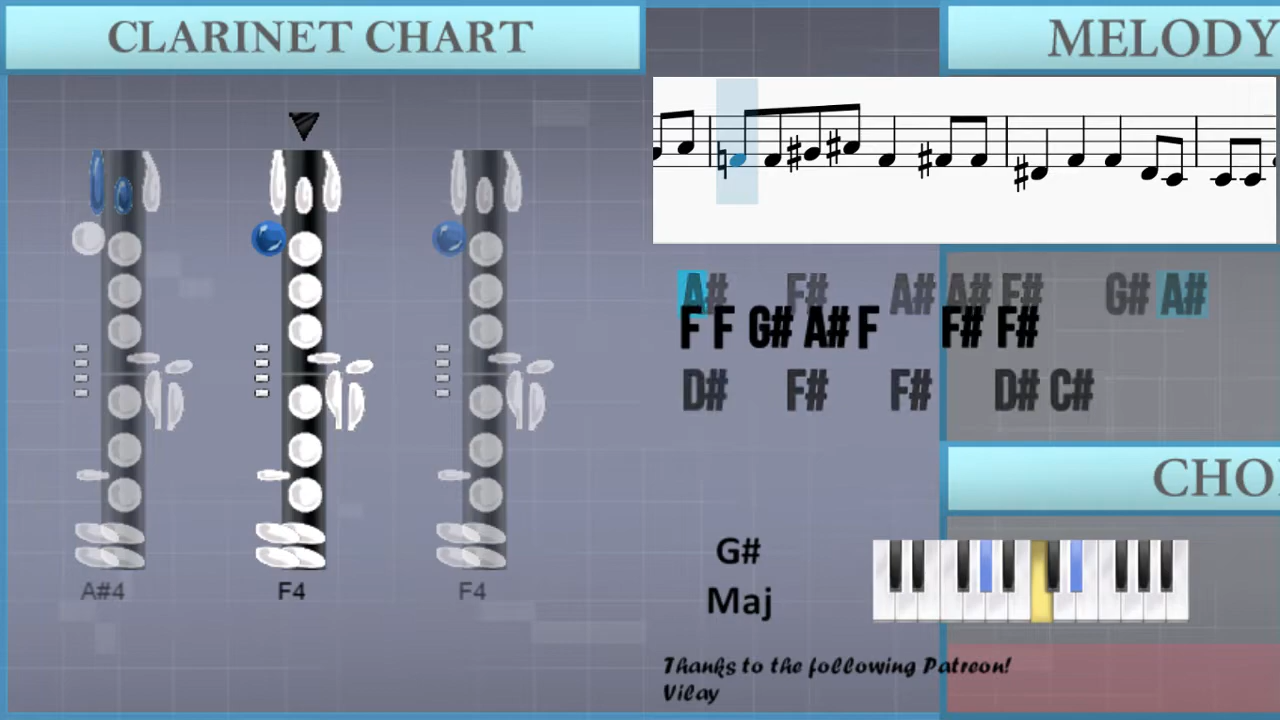 CLARINET CHART
MELODY
A# F# A# A# F# G# A#
F F G# A# F F# F#
D# F# F# D# C#
CHO
G#
Maj
A#4 F4 F4
Thanks to the following Patreon!
Vilay